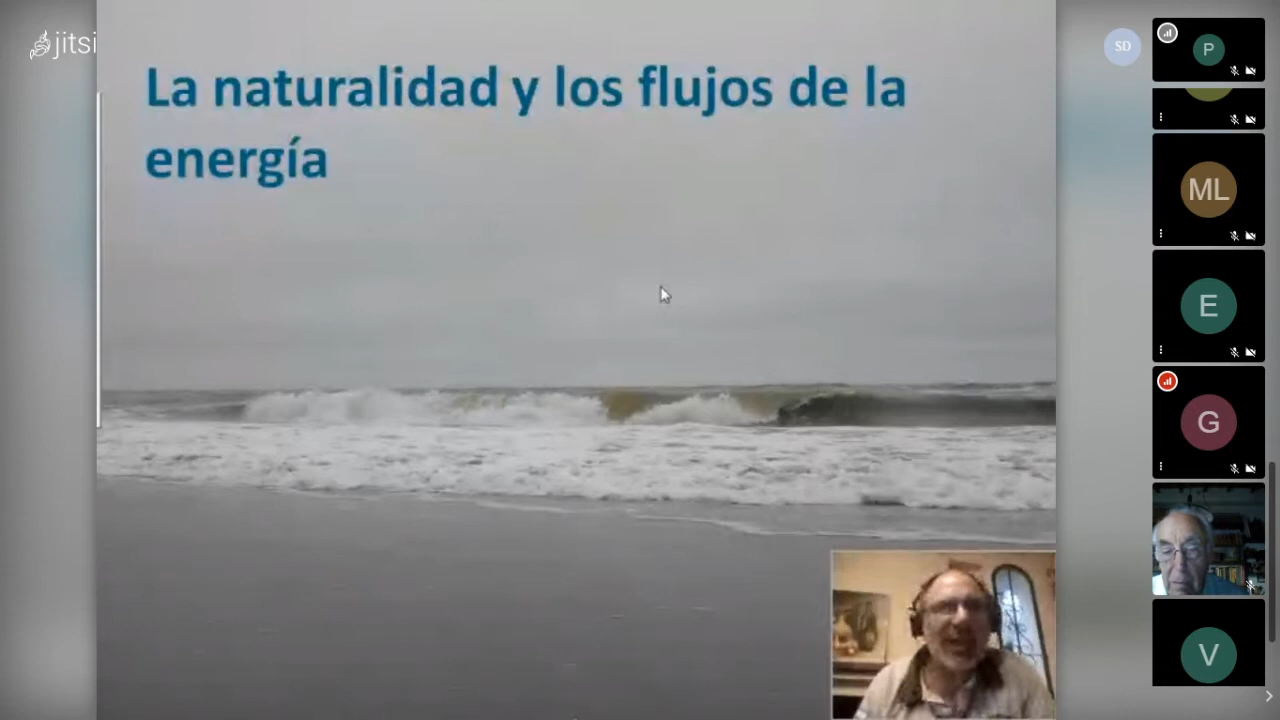 jitsi
La naturalidad y los flujos de la
energía
SD
P
ML
E
G
V